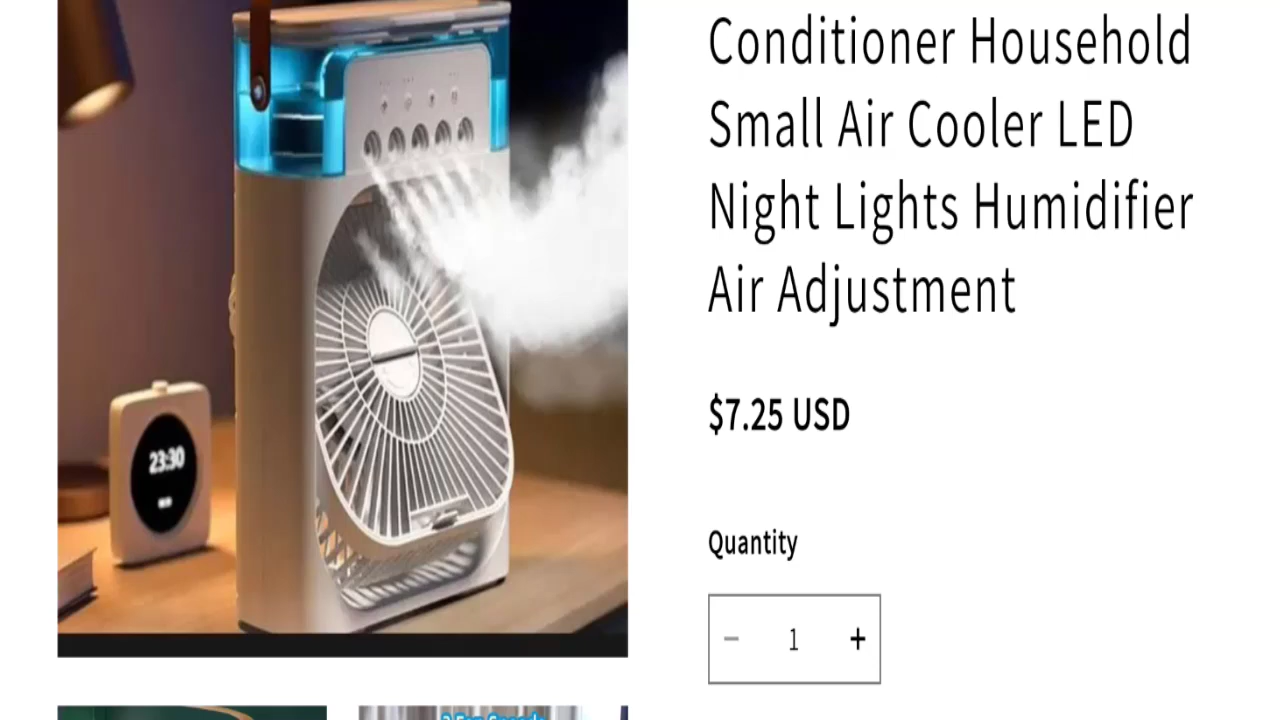 Conditioner Household
Small Air Cooler LED
Night Lights Humidifier
Air Adjustment
$7.25 USD
23:30
Quantity
− 1 +